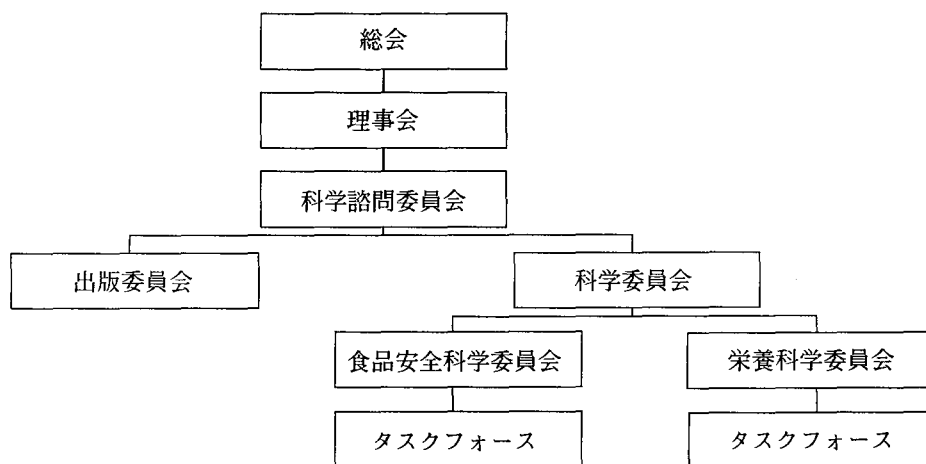 総会
理事会
科学諮問委員会
出版委員会
科学委員会
食品安全科学委員会
栄養科学委員会
タスクフォース
タスクフォース